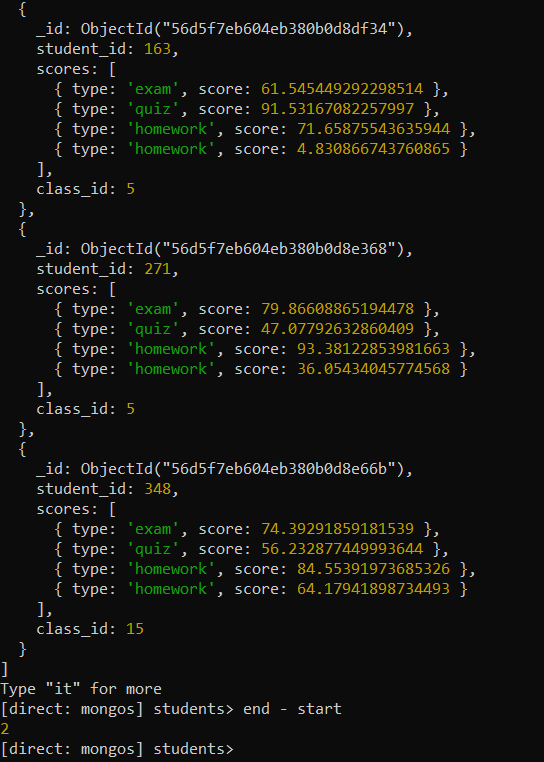 {
_id: ObjectId("56d5f7eb604eb380b0d8df34"),
student_id: 163,
scores: [
{ type: 'exam', score: 61.545449292298514 },
{ type: 'quiz', score: 91.53167082257997 },
{ type: 'homework', score: 71.65875543635944 },
{ type: 'homework', score: 4.830866743760865 }
],
class_id: 5
},
{
_id: ObjectId("56d5f7eb604eb380b0d8e368"),
student_id: 271,
scores: [
{ type: 'exam', score: 79.86608865194478 },
{ type: 'quiz', score: 47.07792632860409 },
{ type: 'homework', score: 93.38122853981663 },
{ type: 'homework', score: 36.05434045774568 }
],
class_id: 5
},
{
_id: ObjectId("56d5f7eb604eb380b0d8e66b"),
student_id: 348,
scores: [
{ type: 'exam', score: 74.39291859181539 },
{ type: 'quiz', score: 56.232877449993644 },
{ type: 'homework', score: 84.55391973685326 },
{ type: 'homework', score: 64.17941898734493 }
],
class_id: 15
}
]
Type "it" for more
[direct: mongos] students> end - start
2
[direct: mongos] students>